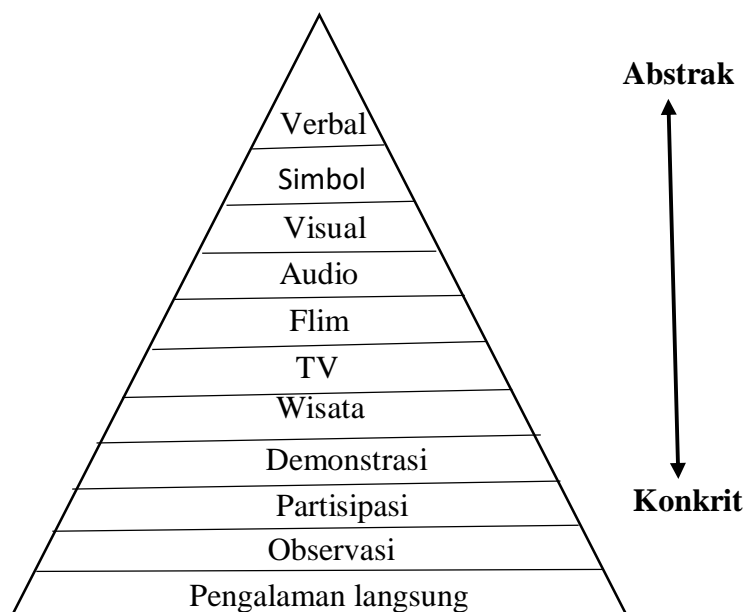 Abstrak
Verbal
Simbol
Visual
Audio
Flim
TV
Wisata
Demonstrasi
Partisipasi
Konkrit
Observasi
Pengalaman langsung